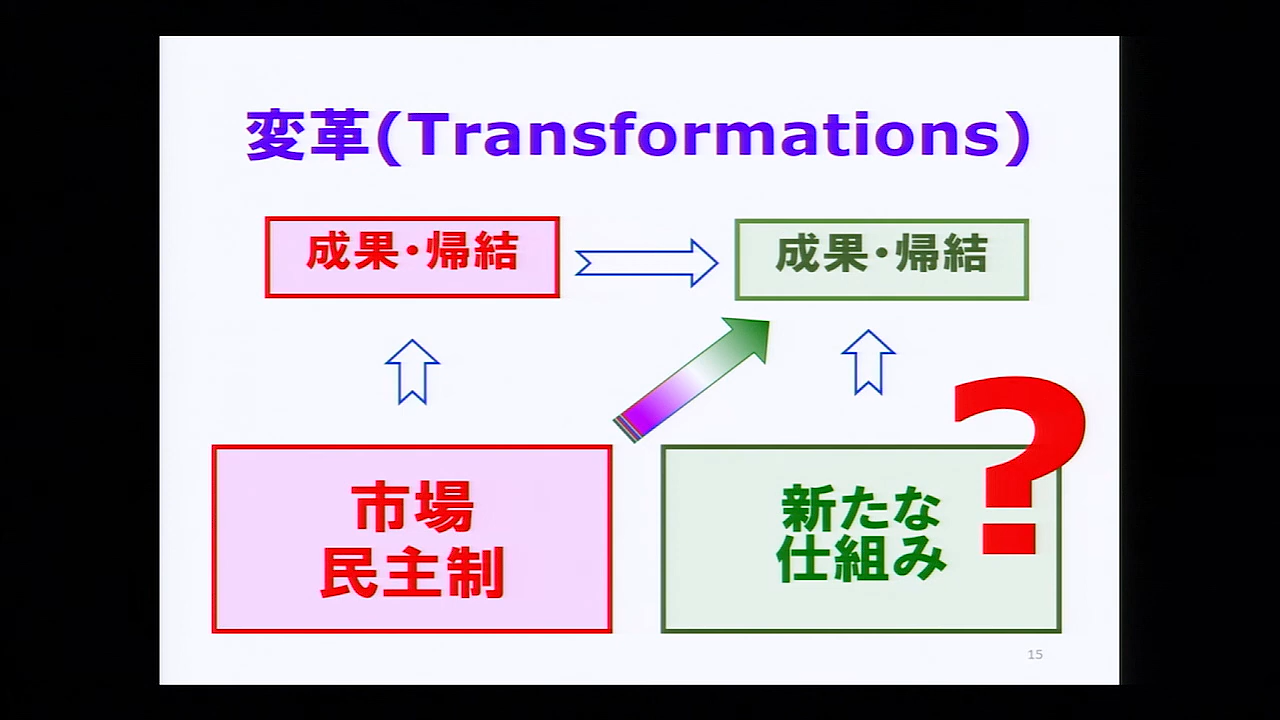 変革(Transformations)
成果・帰結
成果・帰結
市場
民主制
新たな
仕組み
?
15